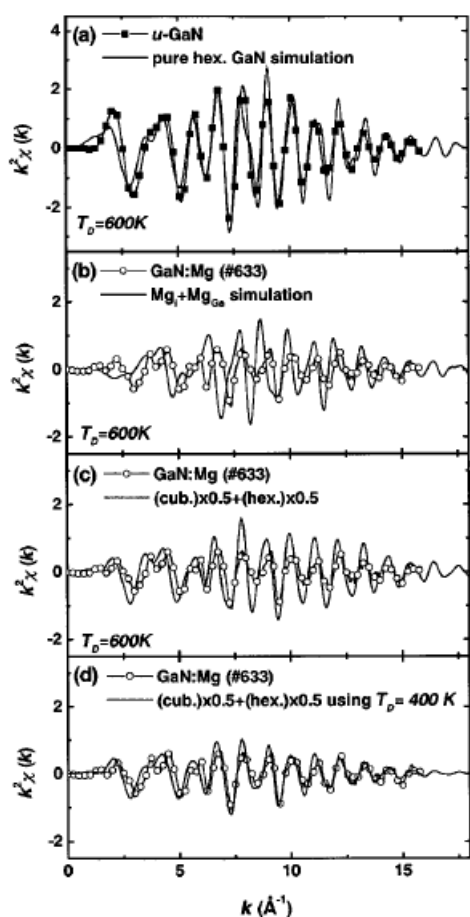 4
(a)
u-GaN
pure hex. GaN simulation
2
0
-2
k²χ (k)
T_D=600K
(b)
GaN:Mg (#633)
Mg_i+Mg_Ga simulation
2
0
-2
k²χ (k)
T_D=600K
(c)
GaN:Mg (#633)
(cub.)x0.5+(hex.)x0.5
2
0
-2
k²χ (k)
T_D=600K
(d)
GaN:Mg (#633)
(cub.)x0.5+(hex.)x0.5 using T_D= 400 K
2
0
-2
k²χ (k)
0 5 10 15
k (Å⁻¹)